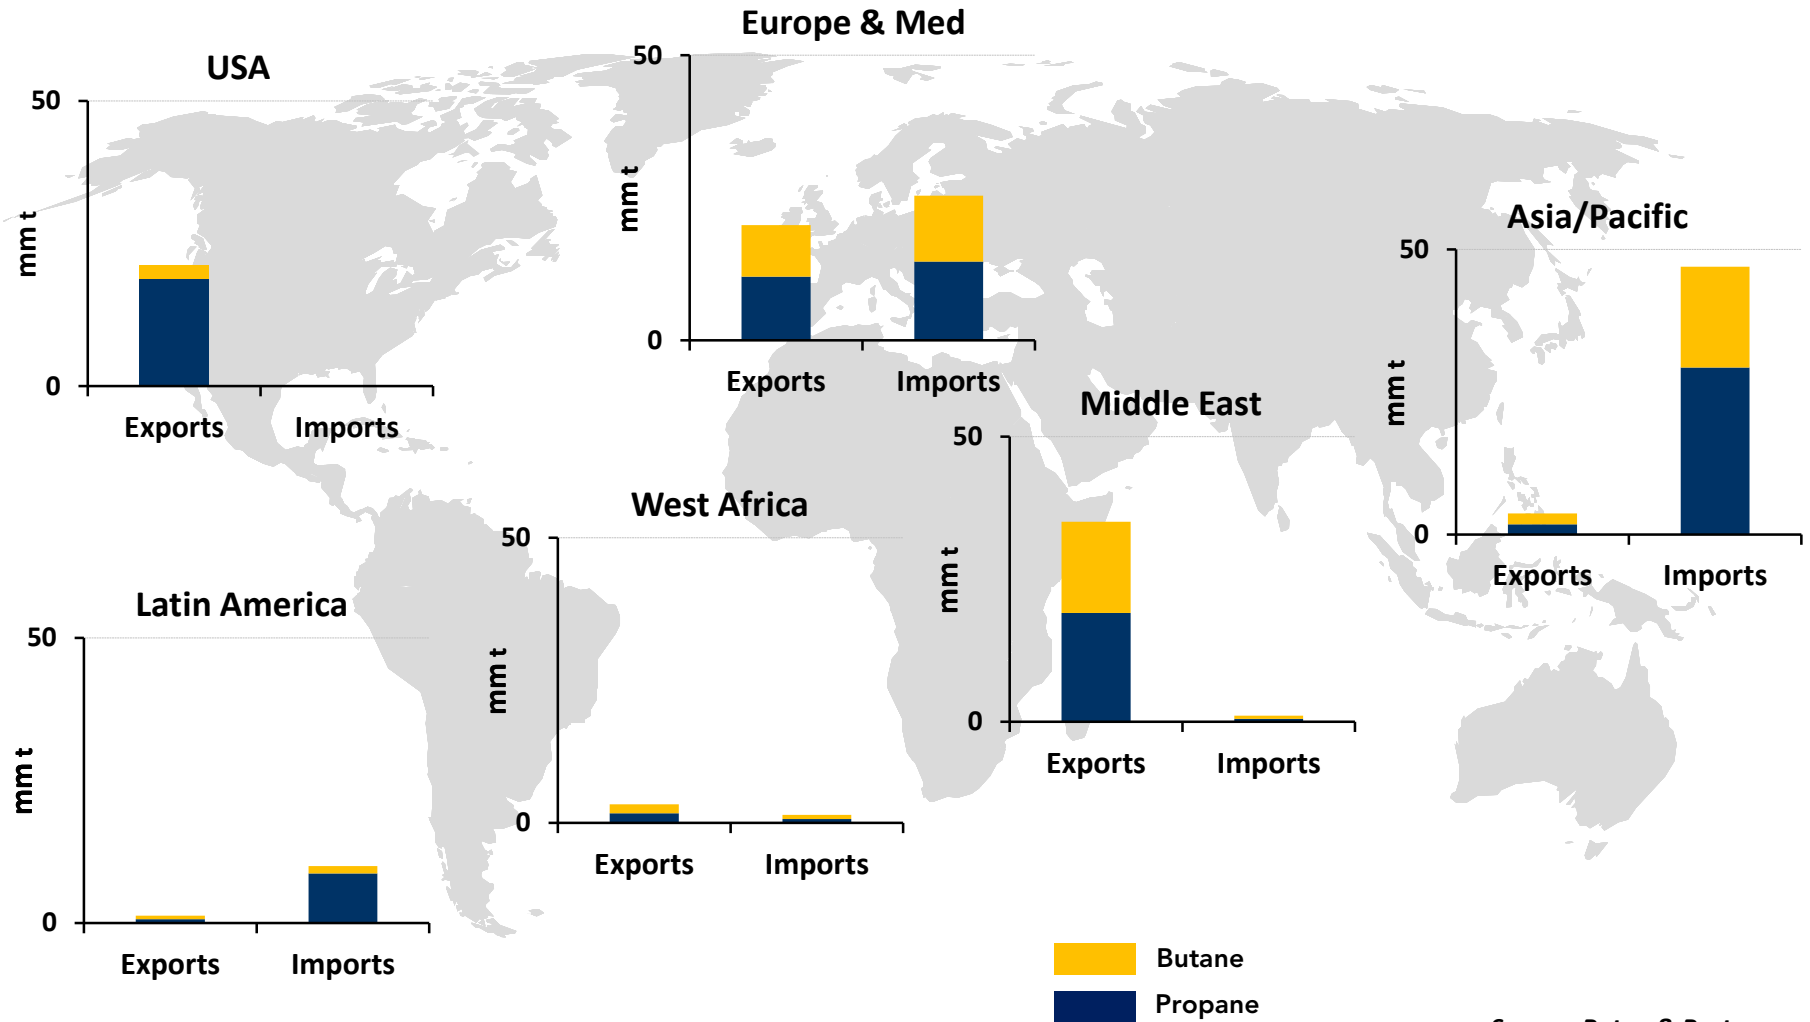 Europe & Med
50
mm t
0
Exports Imports
USA
50
mm t
0
Exports Imports
Asia/Pacific
50
mm t
0
Exports Imports
Middle East
50
mm t
0
Exports Imports
West Africa
50
mm t
0
Exports Imports
Latin America
50
mm t
0
Exports Imports
Butane
Propane